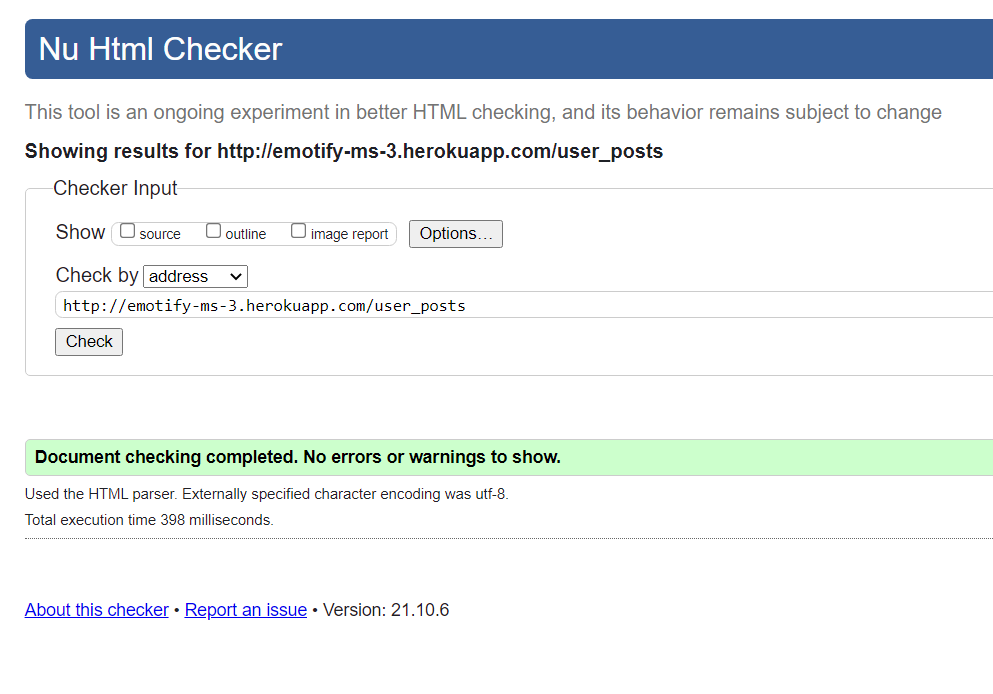 Nu Html Checker
This tool is an ongoing experiment in better HTML checking, and its behavior remains subject to change
Showing results for http://emotify-ms-3.herokuapp.com/user_posts
Checker Input
Show source outline image report Options...
Check by address
http://emotify-ms-3.herokuapp.com/user_posts
Check
Document checking completed. No errors or warnings to show.
Used the HTML parser. Externally specified character encoding was utf-8.
Total execution time 398 milliseconds.
About this checker • Report an issue • Version: 21.10.6